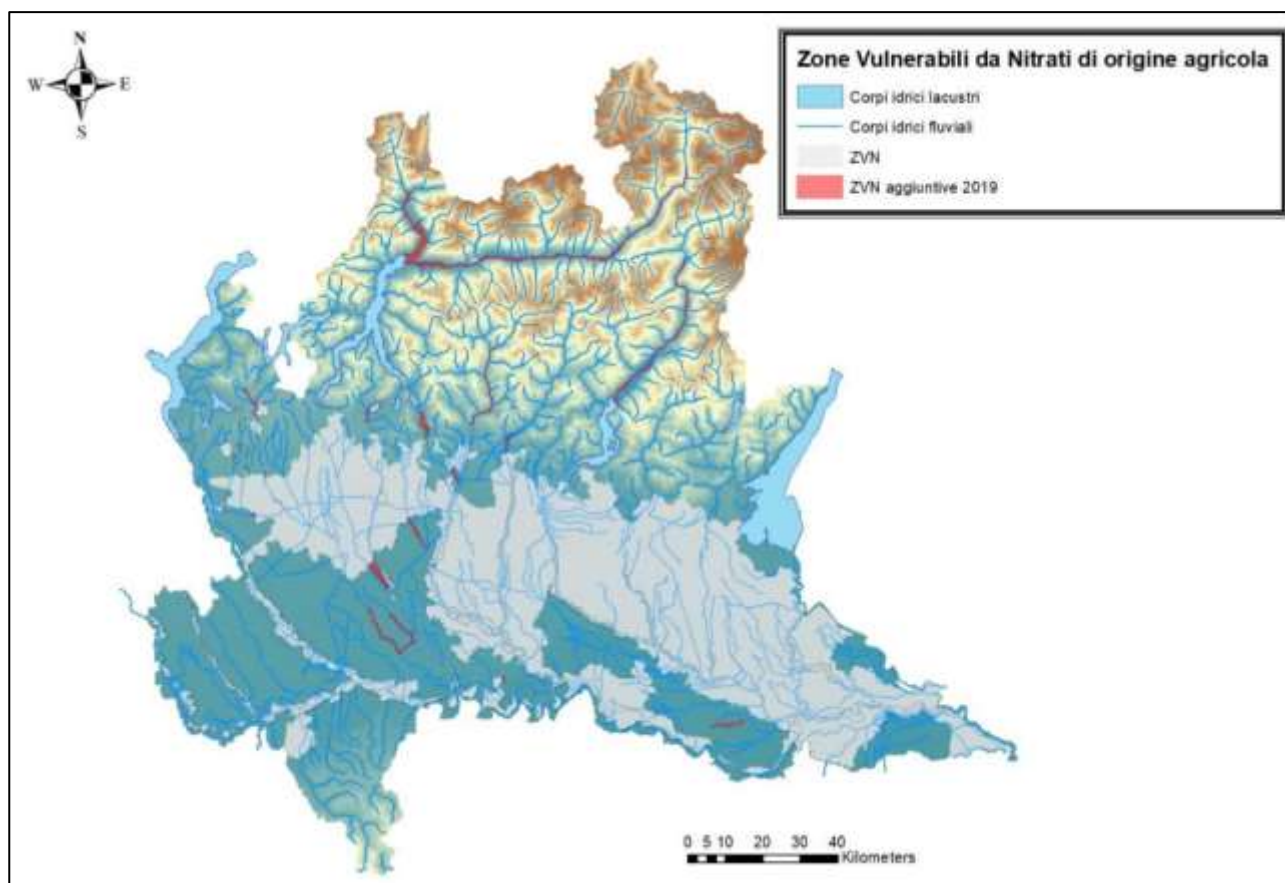 N
W E
S
Zone Vulnerabili da Nitrati di origine agricola
Corpi idrici lacustri
Corpi idrici fluviali
ZVN
ZVN aggiuntive 2019
0 5 10 20 30 40
Kilometers